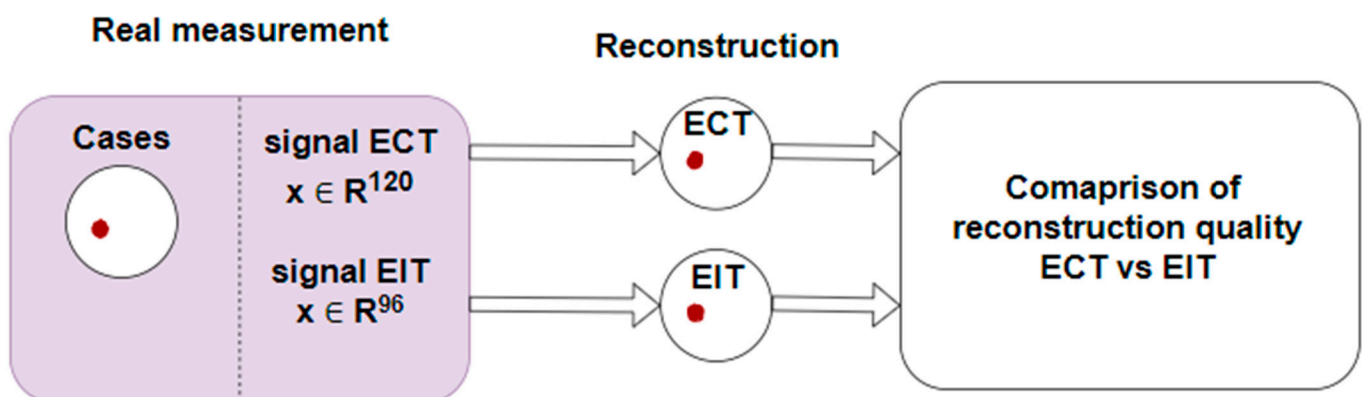 Real measurement
Reconstruction
Cases
signal ECT
x ∈ R¹²⁰
signal EIT
x ∈ R⁹⁶
ECT
EIT
Comaprison of
reconstruction quality
ECT vs EIT